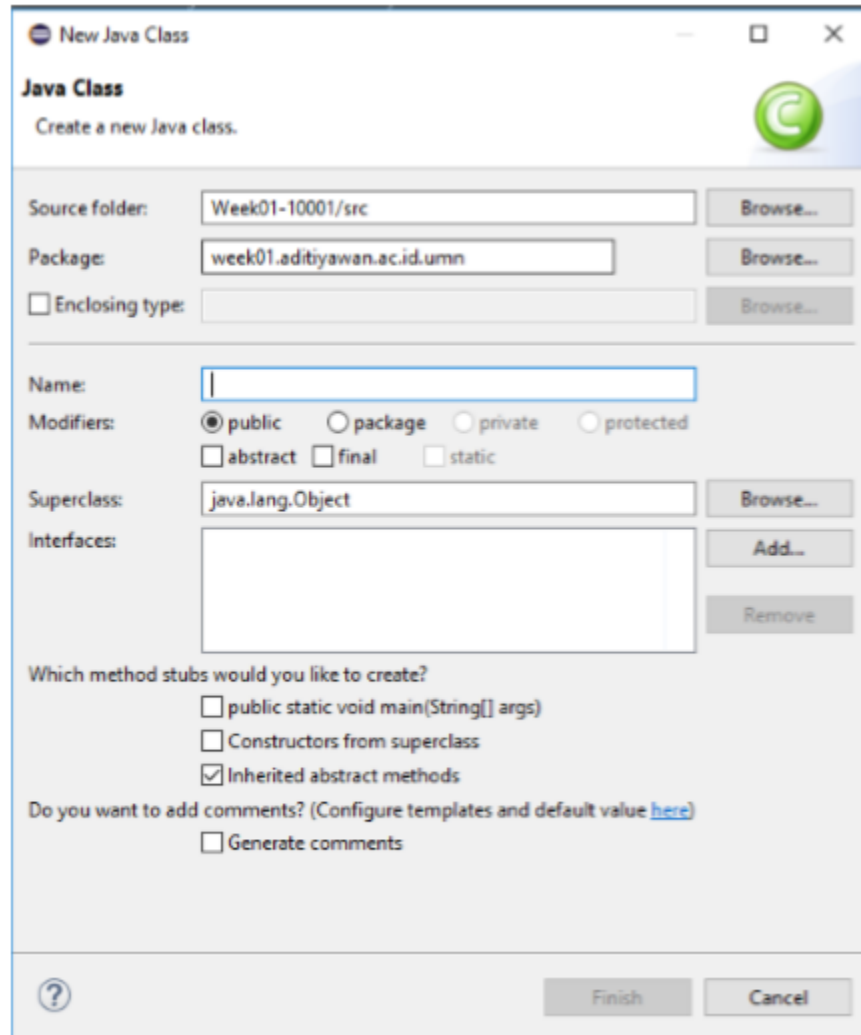 New Java Class
Java Class
Create a new Java class.
Source folder: Week01-10001/src Browse...
Package: week01.aditiyawan.ac.id.umn Browse...
Enclosing type: Browse...
Name:
Modifiers: public package private protected
abstract final static
Superclass: java.lang.Object Browse...
Interfaces: Add...
Remove
Which method stubs would you like to create?
public static void main(String[] args)
Constructors from superclass
Inherited abstract methods
Do you want to add comments? (Configure templates and default value here)
Generate comments
? Finish Cancel